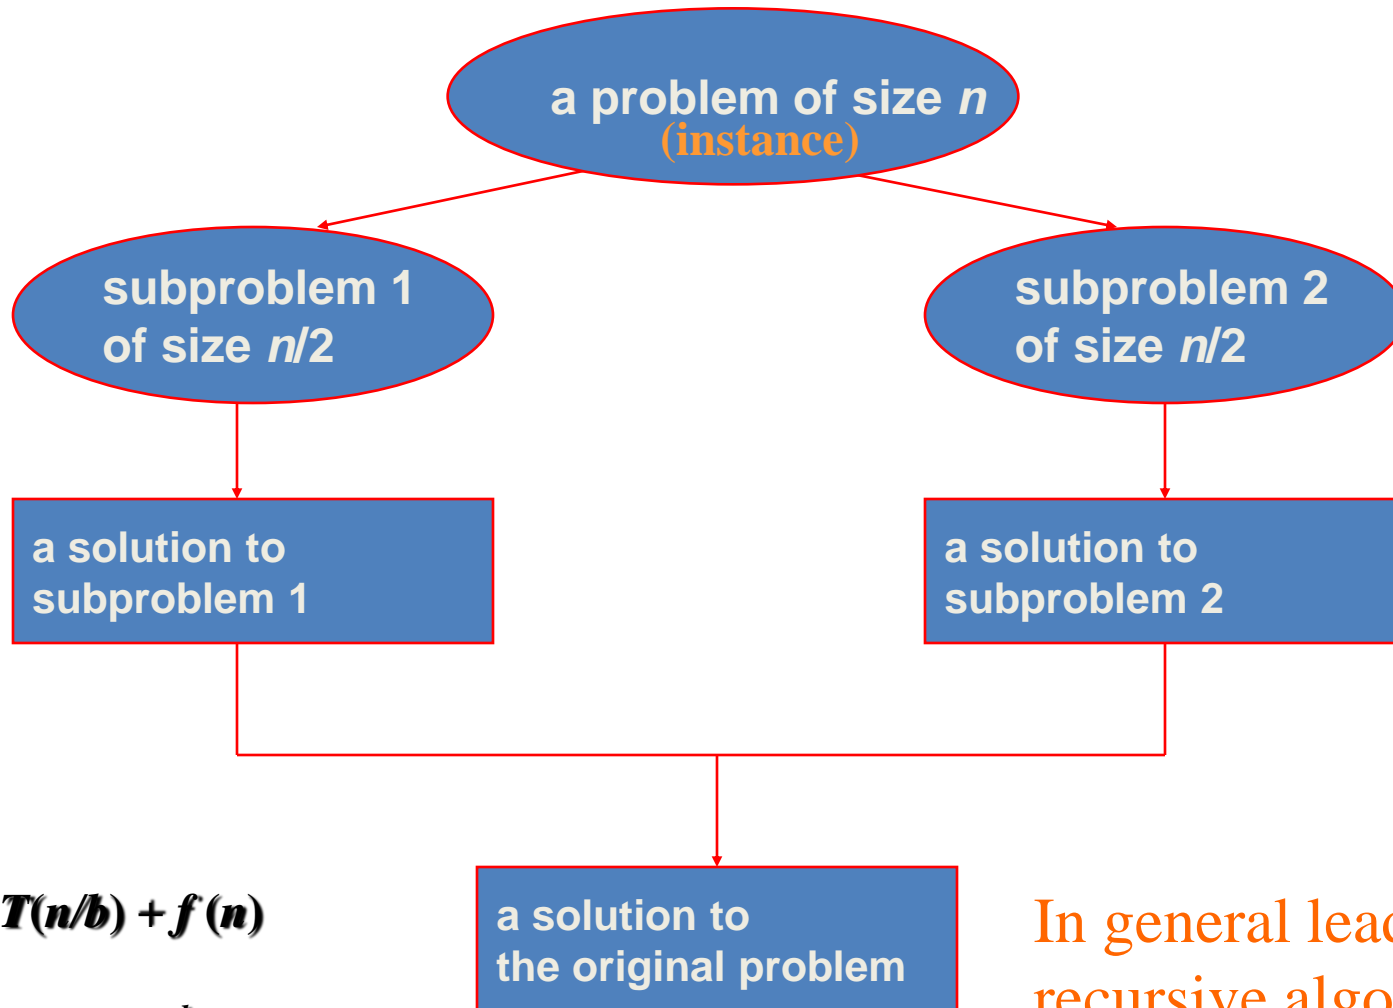 a problem of size n
(instance)
subproblem 1
of size n/2
subproblem 2
of size n/2
a solution to
subproblem 1
a solution to
subproblem 2
T(n/b) + f (n)
a solution to
the original problem
In general
recursive